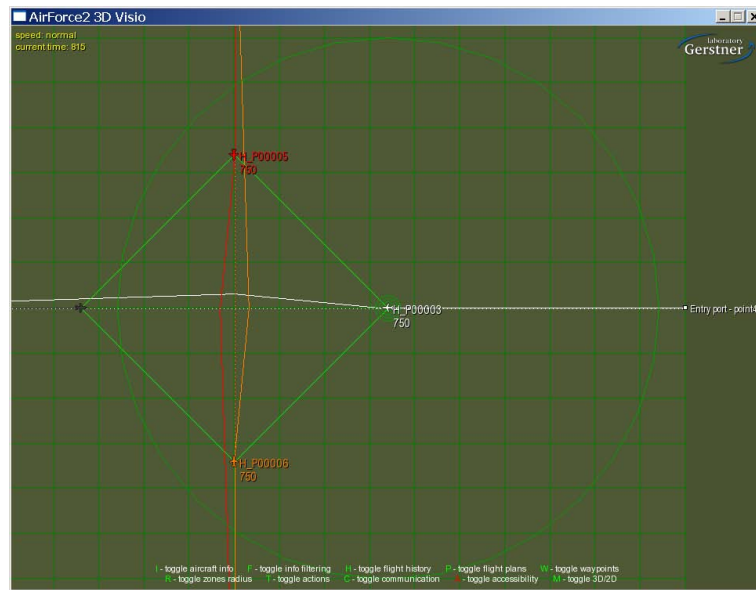 AirForce2 3D Visio
speed: normal
current time: 815
laboratory
Gerstner
H_P00005
750
H_P00003
750
Entry port - point4
H_P00006
750
I - toggle aircraft info F - toggle info filtering H - toggle flight history P - toggle flight plans W - toggle waypoints
R - toggle zones radius T - toggle actions C - toggle communication - toggle accessibility M - toggle 3D/2D